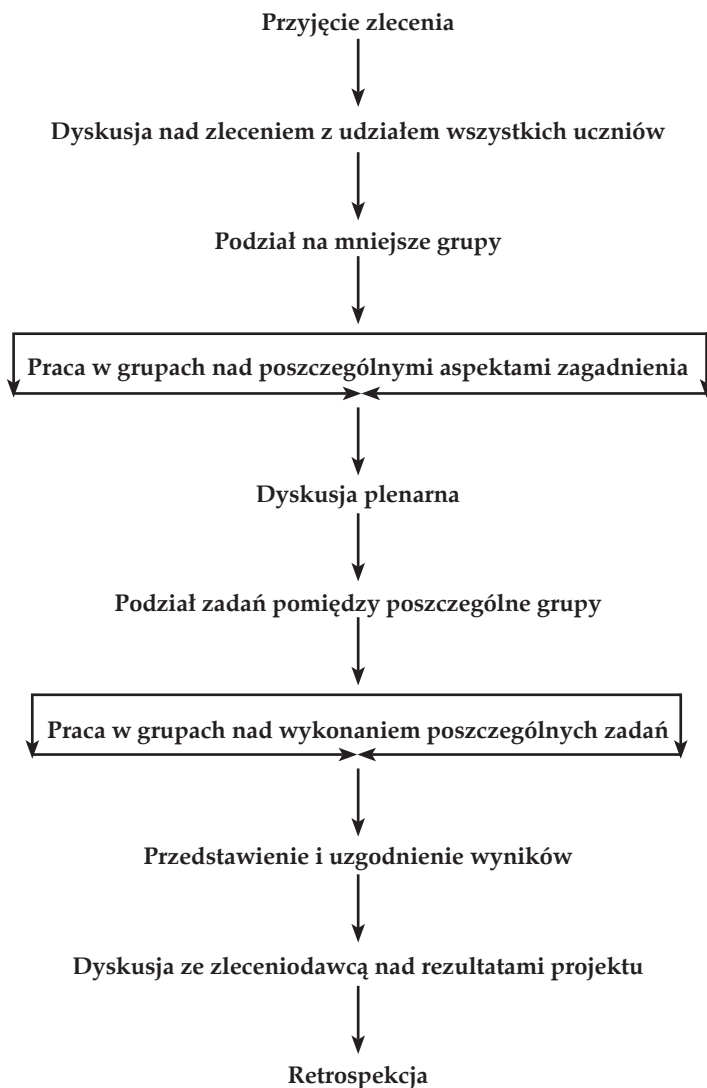 Przyjęcie zlecenia
Dyskusja nad zleceniem z udziałem wszystkich uczniów
Podział na mniejsze grupy
Praca w grupach nad poszczególnymi aspektami zagadnienia
Dyskusja plenarna
Podział zadań pomiędzy poszczególne grupy
Praca w grupach nad wykonaniem poszczególnych zadań
Przedstawienie i uzgodnienie wyników
Dyskusja ze zleceniodawcą nad rezultatami projektu
Retrospekcja